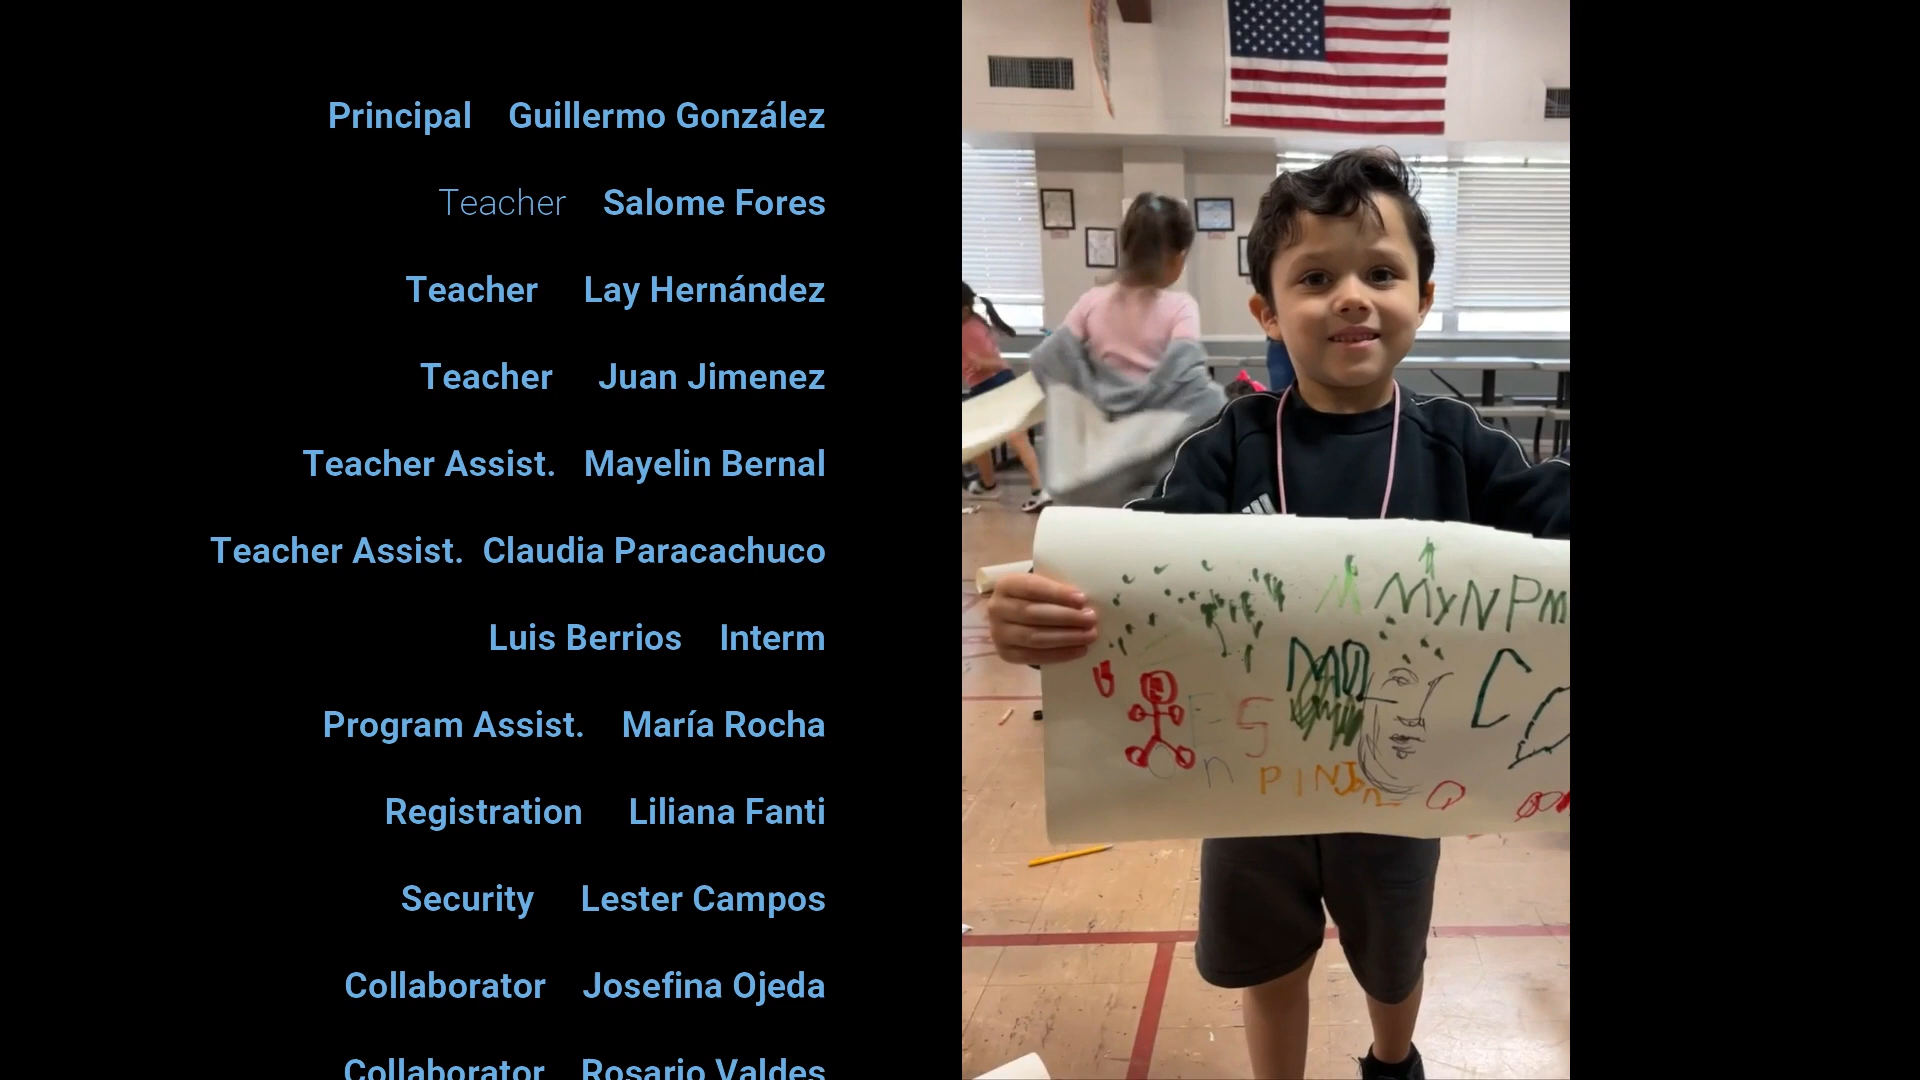 Principal Guillermo González
Teacher Salome Fores
Teacher Lay Hernández
Teacher Juan Jimenez
Teacher Assist. Mayelin Bernal
Teacher Assist. Claudia Paracachuco
Luis Berrios Interm
Program Assist. María Rocha
Registration Liliana Fanti
Security Lester Campos
Collaborator Josefina Ojeda
Collaborator Rosario Valdes